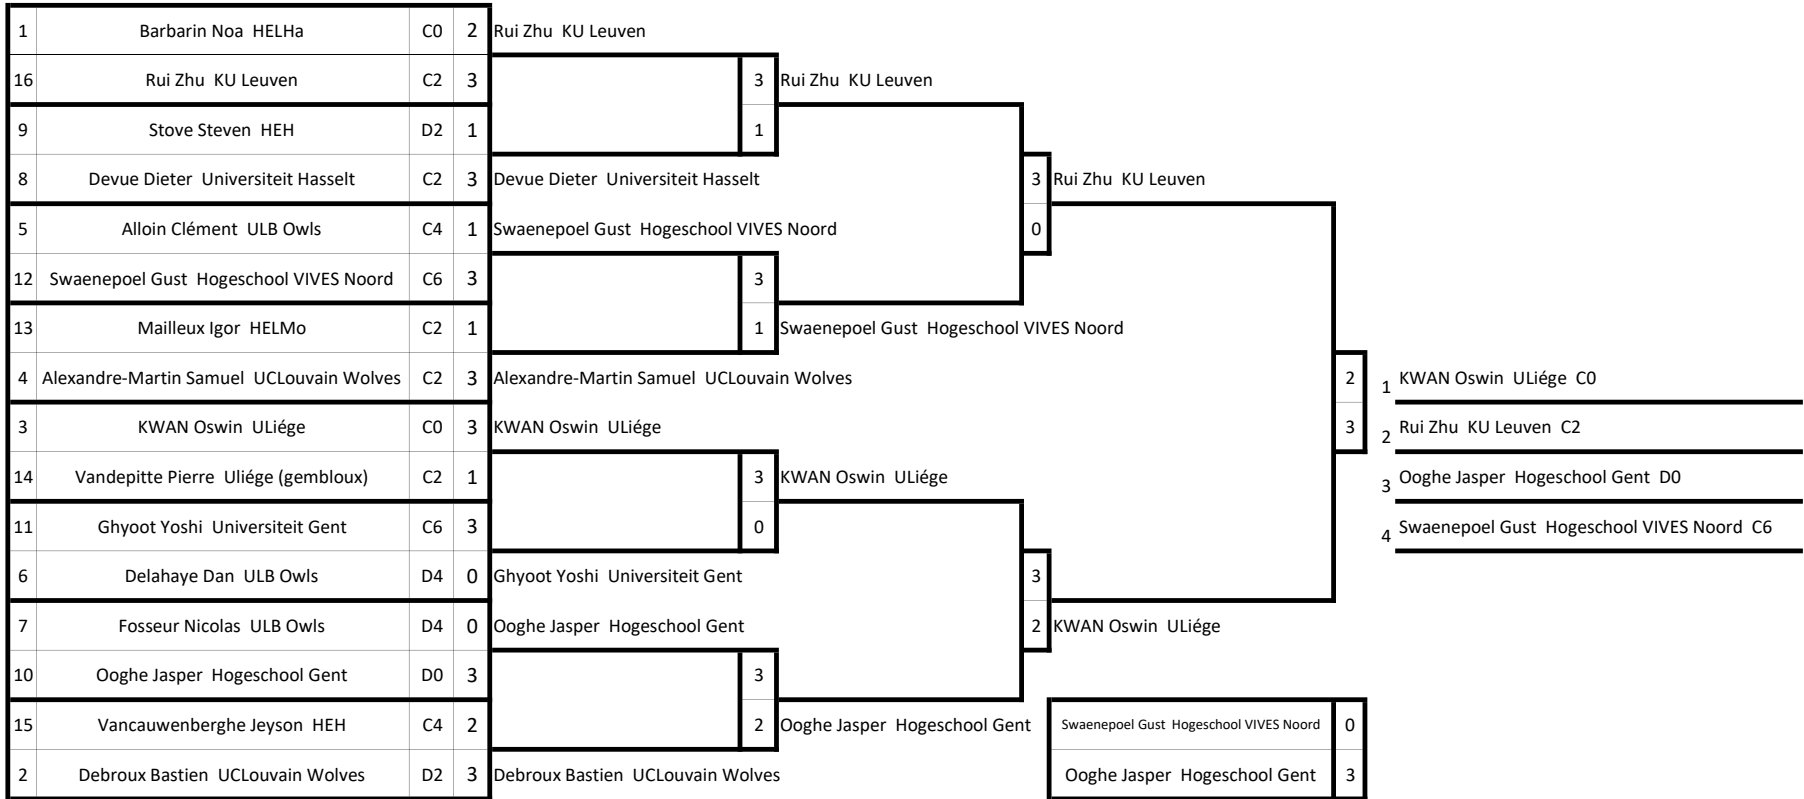 1 Barbarin Noa HELHa C0 2 Rui Zhu KU Leuven
16 Rui Zhu KU Leuven C2 3 3 Rui Zhu KU Leuven
9 Stove Steven HEH D2 1 1
8 Devue Dieter Universiteit Hasselt C2 3 Devue Dieter Universiteit Hasselt 3 Rui Zhu KU Leuven
5 Alloin Clément ULB Owls C4 1 Swaenepoel Gust Hogeschool VIVES Noord 0
12 Swaenepoel Gust Hogeschool VIVES Noord C6 3 3
13 Mailleux Igor HELMo C2 1 1 Swaenepoel Gust Hogeschool VIVES Noord
4 Alexandre-Martin Samuel UCLouvain Wolves C2 3 Alexandre-Martin Samuel UCLouvain Wolves 2 1 KWAN Oswin ULiége C0
3 KWAN Oswin ULiége C0 3 KWAN Oswin ULiége 3 2 Rui Zhu KU Leuven C2
14 Vandepitte Pierre Uliége (gembloux) C2 1 3 KWAN Oswin ULiége 3 Ooghe Jasper Hogeschool Gent D0
11 Ghyoot Yoshi Universiteit Gent C6 3 0 4 Swaenepoel Gust Hogeschool VIVES Noord C6
6 Delahaye Dan ULB Owls D4 0 Ghyoot Yoshi Universiteit Gent 3
7 Fosseur Nicolas ULB Owls D4 0 Ooghe Jasper Hogeschool Gent 2 KWAN Oswin ULiége
10 Ooghe Jasper Hogeschool Gent D0 3 3
15 Vancauwenberghe Jeyson HEH C4 2 2 Ooghe Jasper Hogeschool Gent Swaenepoel Gust Hogeschool VIVES Noord 0
2 Debroux Bastien UCLouvain Wolves D2 3 Debroux Bastien UCLouvain Wolves Ooghe Jasper Hogeschool Gent 3